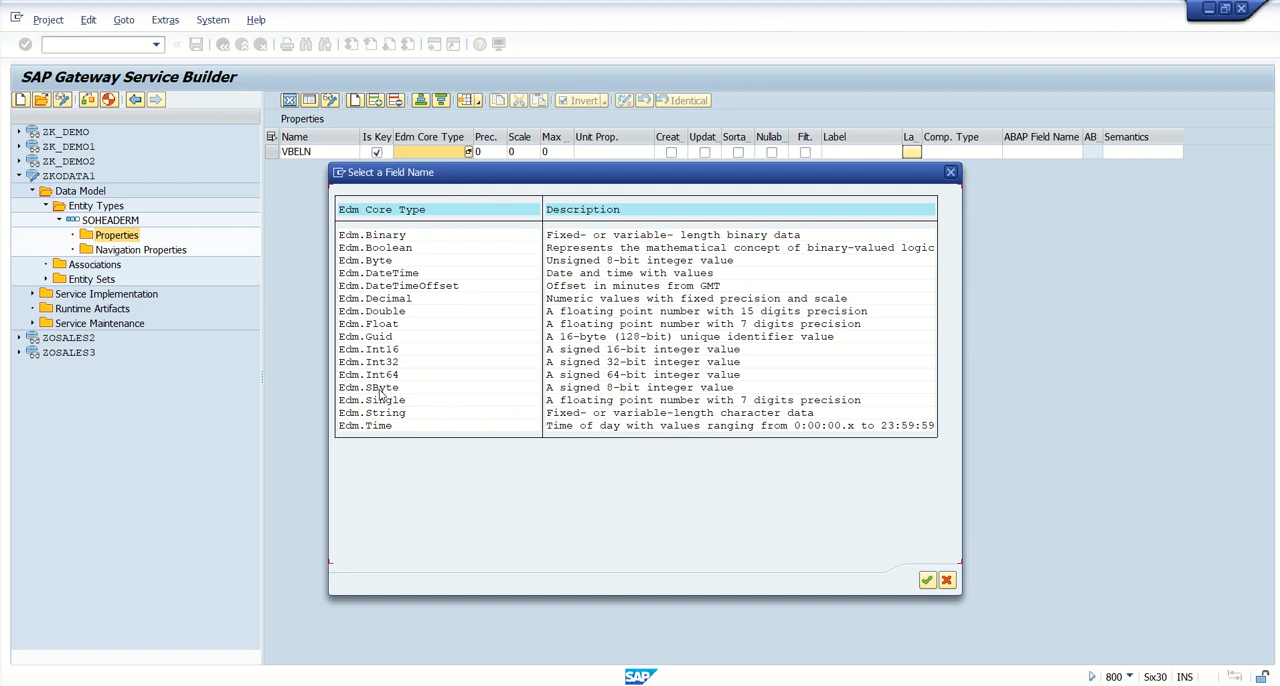 Project Edit Goto Extras System Help
SAP Gateway Service Builder
Invert
Identical
Properties
Name Is Key Edm Core Type Prec. Scale Max Unit Prop. Creat Updat Sorta Nullab Filt. Label La... Comp. Type ABAP Field Name AB Semantics
VBELN 0 0 0
ZK_DEMO
ZK_DEMO1
ZK_DEMO2
ZKODATA1
Data Model
Entity Types
SOHEADERM
Properties
Navigation Properties
Associations
Entity Sets
Service Implementation
Runtime Artifacts
Service Maintenance
ZOSALES2
ZOSALES3
Select a Field Name
Edm Core Type Description
Edm.Binary Fixed- or variable- length binary data
Edm.Boolean Represents the mathematical concept of binary-valued logic
Edm.Byte Unsigned 8-bit integer value
Edm.DateTime Date and time with values
Edm.DateTimeOffset Offset in minutes from GMT
Edm.Decimal Numeric values with fixed precision and scale
Edm.Double A floating point number with 15 digits precision
Edm.Float A floating point number with 7 digits precision
Edm.Guid A 16-byte (128-bit) unique identifier value
Edm.Int16 A signed 16-bit integer value
Edm.Int32 A signed 32-bit integer value
Edm.Int64 A signed 64-bit integer value
Edm.SByte A signed 8-bit integer value
Edm.Single A floating point number with 7 digits precision
Edm.String Fixed- or variable-length character data
Edm.Time Time of day with values ranging from 0:00:00.x to 23:59:59
SAP
800 Six30 INS